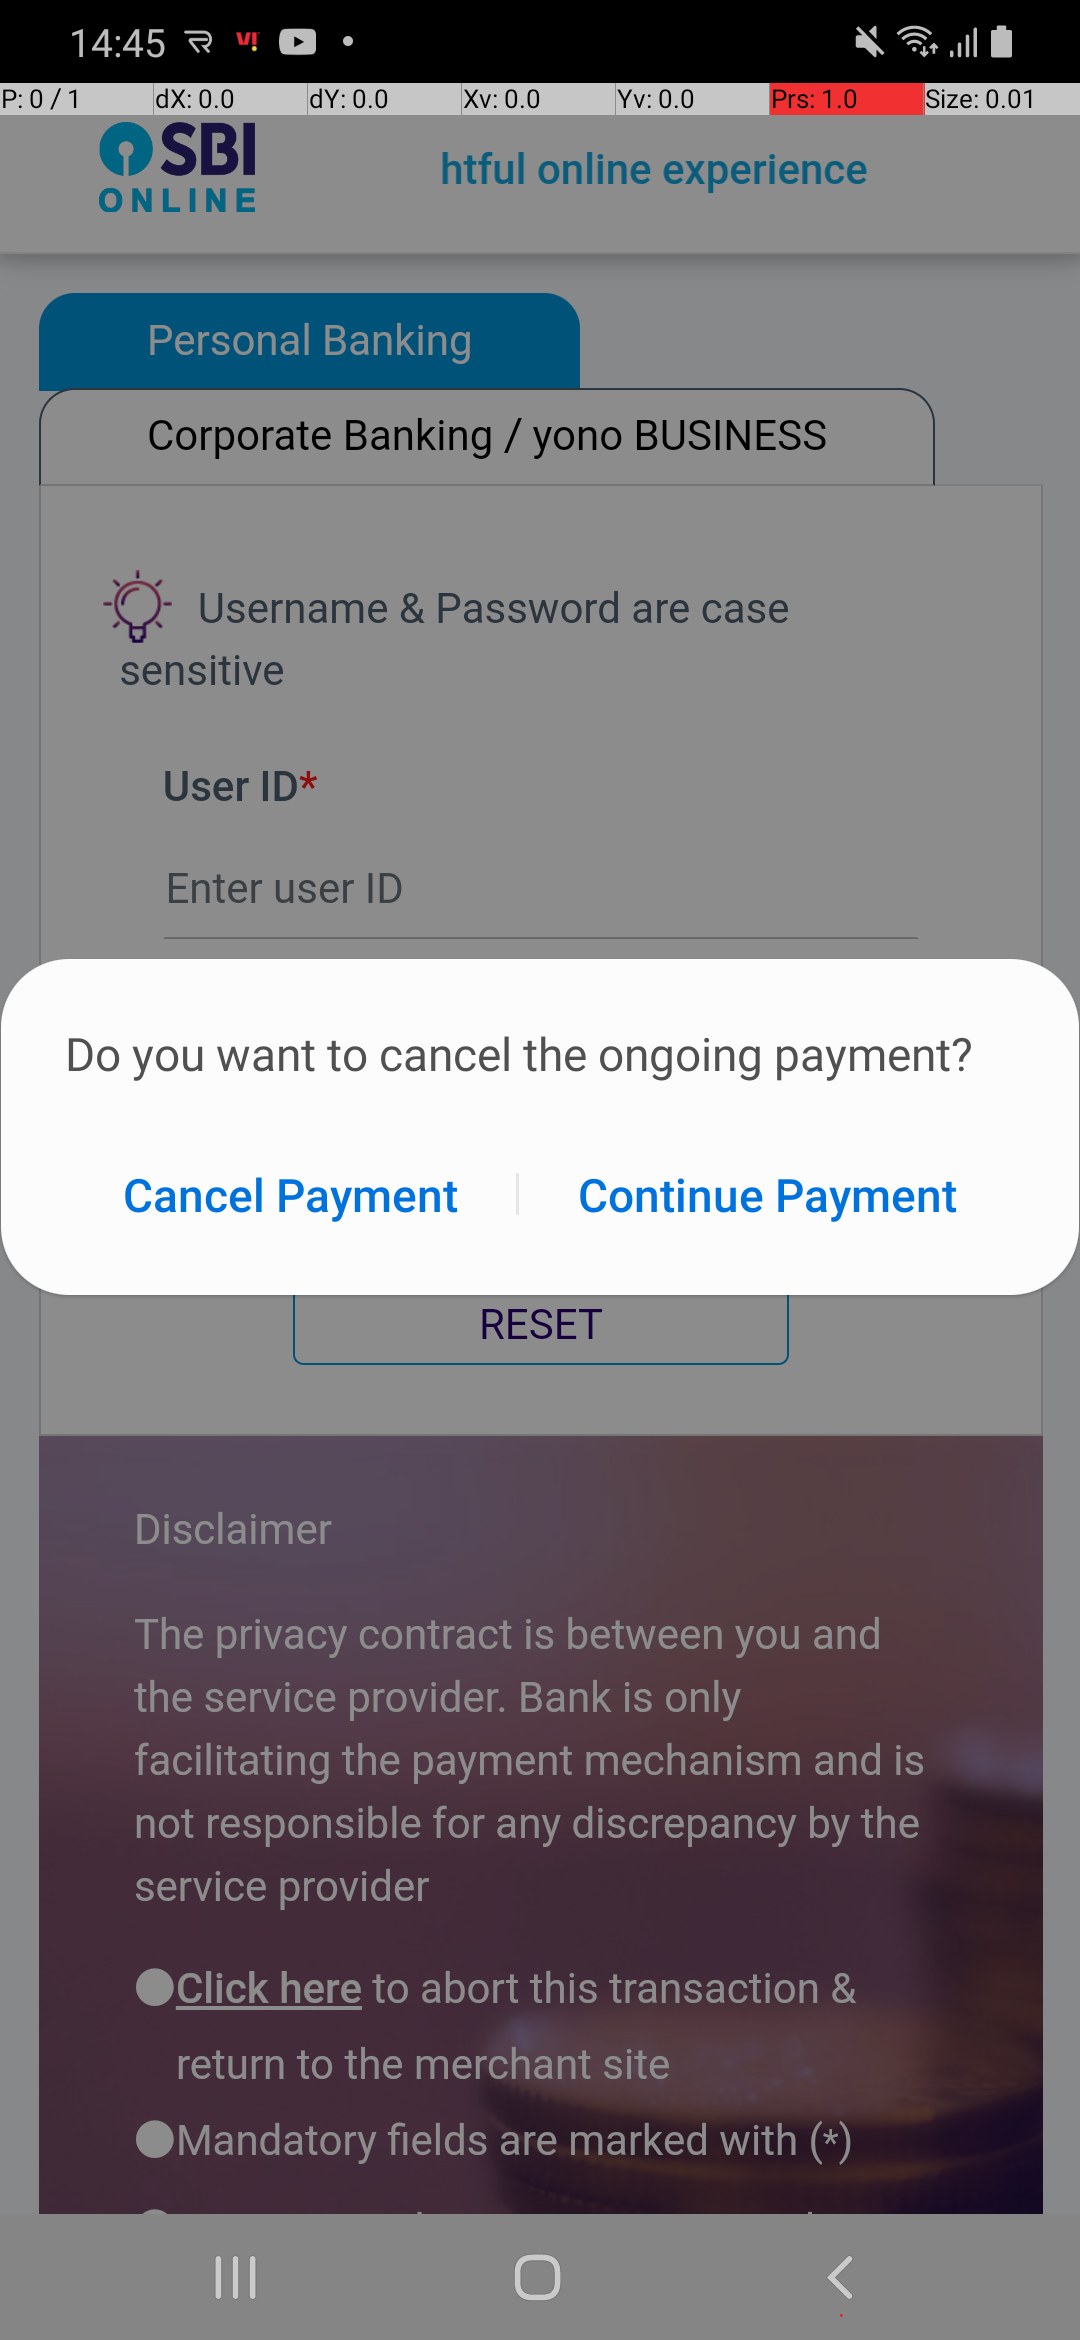 14:45
P: 0 / 1 dX: 0.0 dY: 0.0 Xv: 0.0 Yv: 0.0 Prs: 1.0 Size: 0.01
SBI
ONLINE
htful online experience
Personal Banking
Corporate Banking / yono BUSINESS
Username & Password are case
sensitive
User ID*
Enter user ID
Do you want to cancel the ongoing payment?
Cancel Payment
Continue Payment
RESET
Disclaimer
The privacy contract is between you and
the service provider. Bank is only
facilitating the payment mechanism and is
not responsible for any discrepancy by the
service provider
Click here to abort this transaction &
return to the merchant site
Mandatory fields are marked with (*)